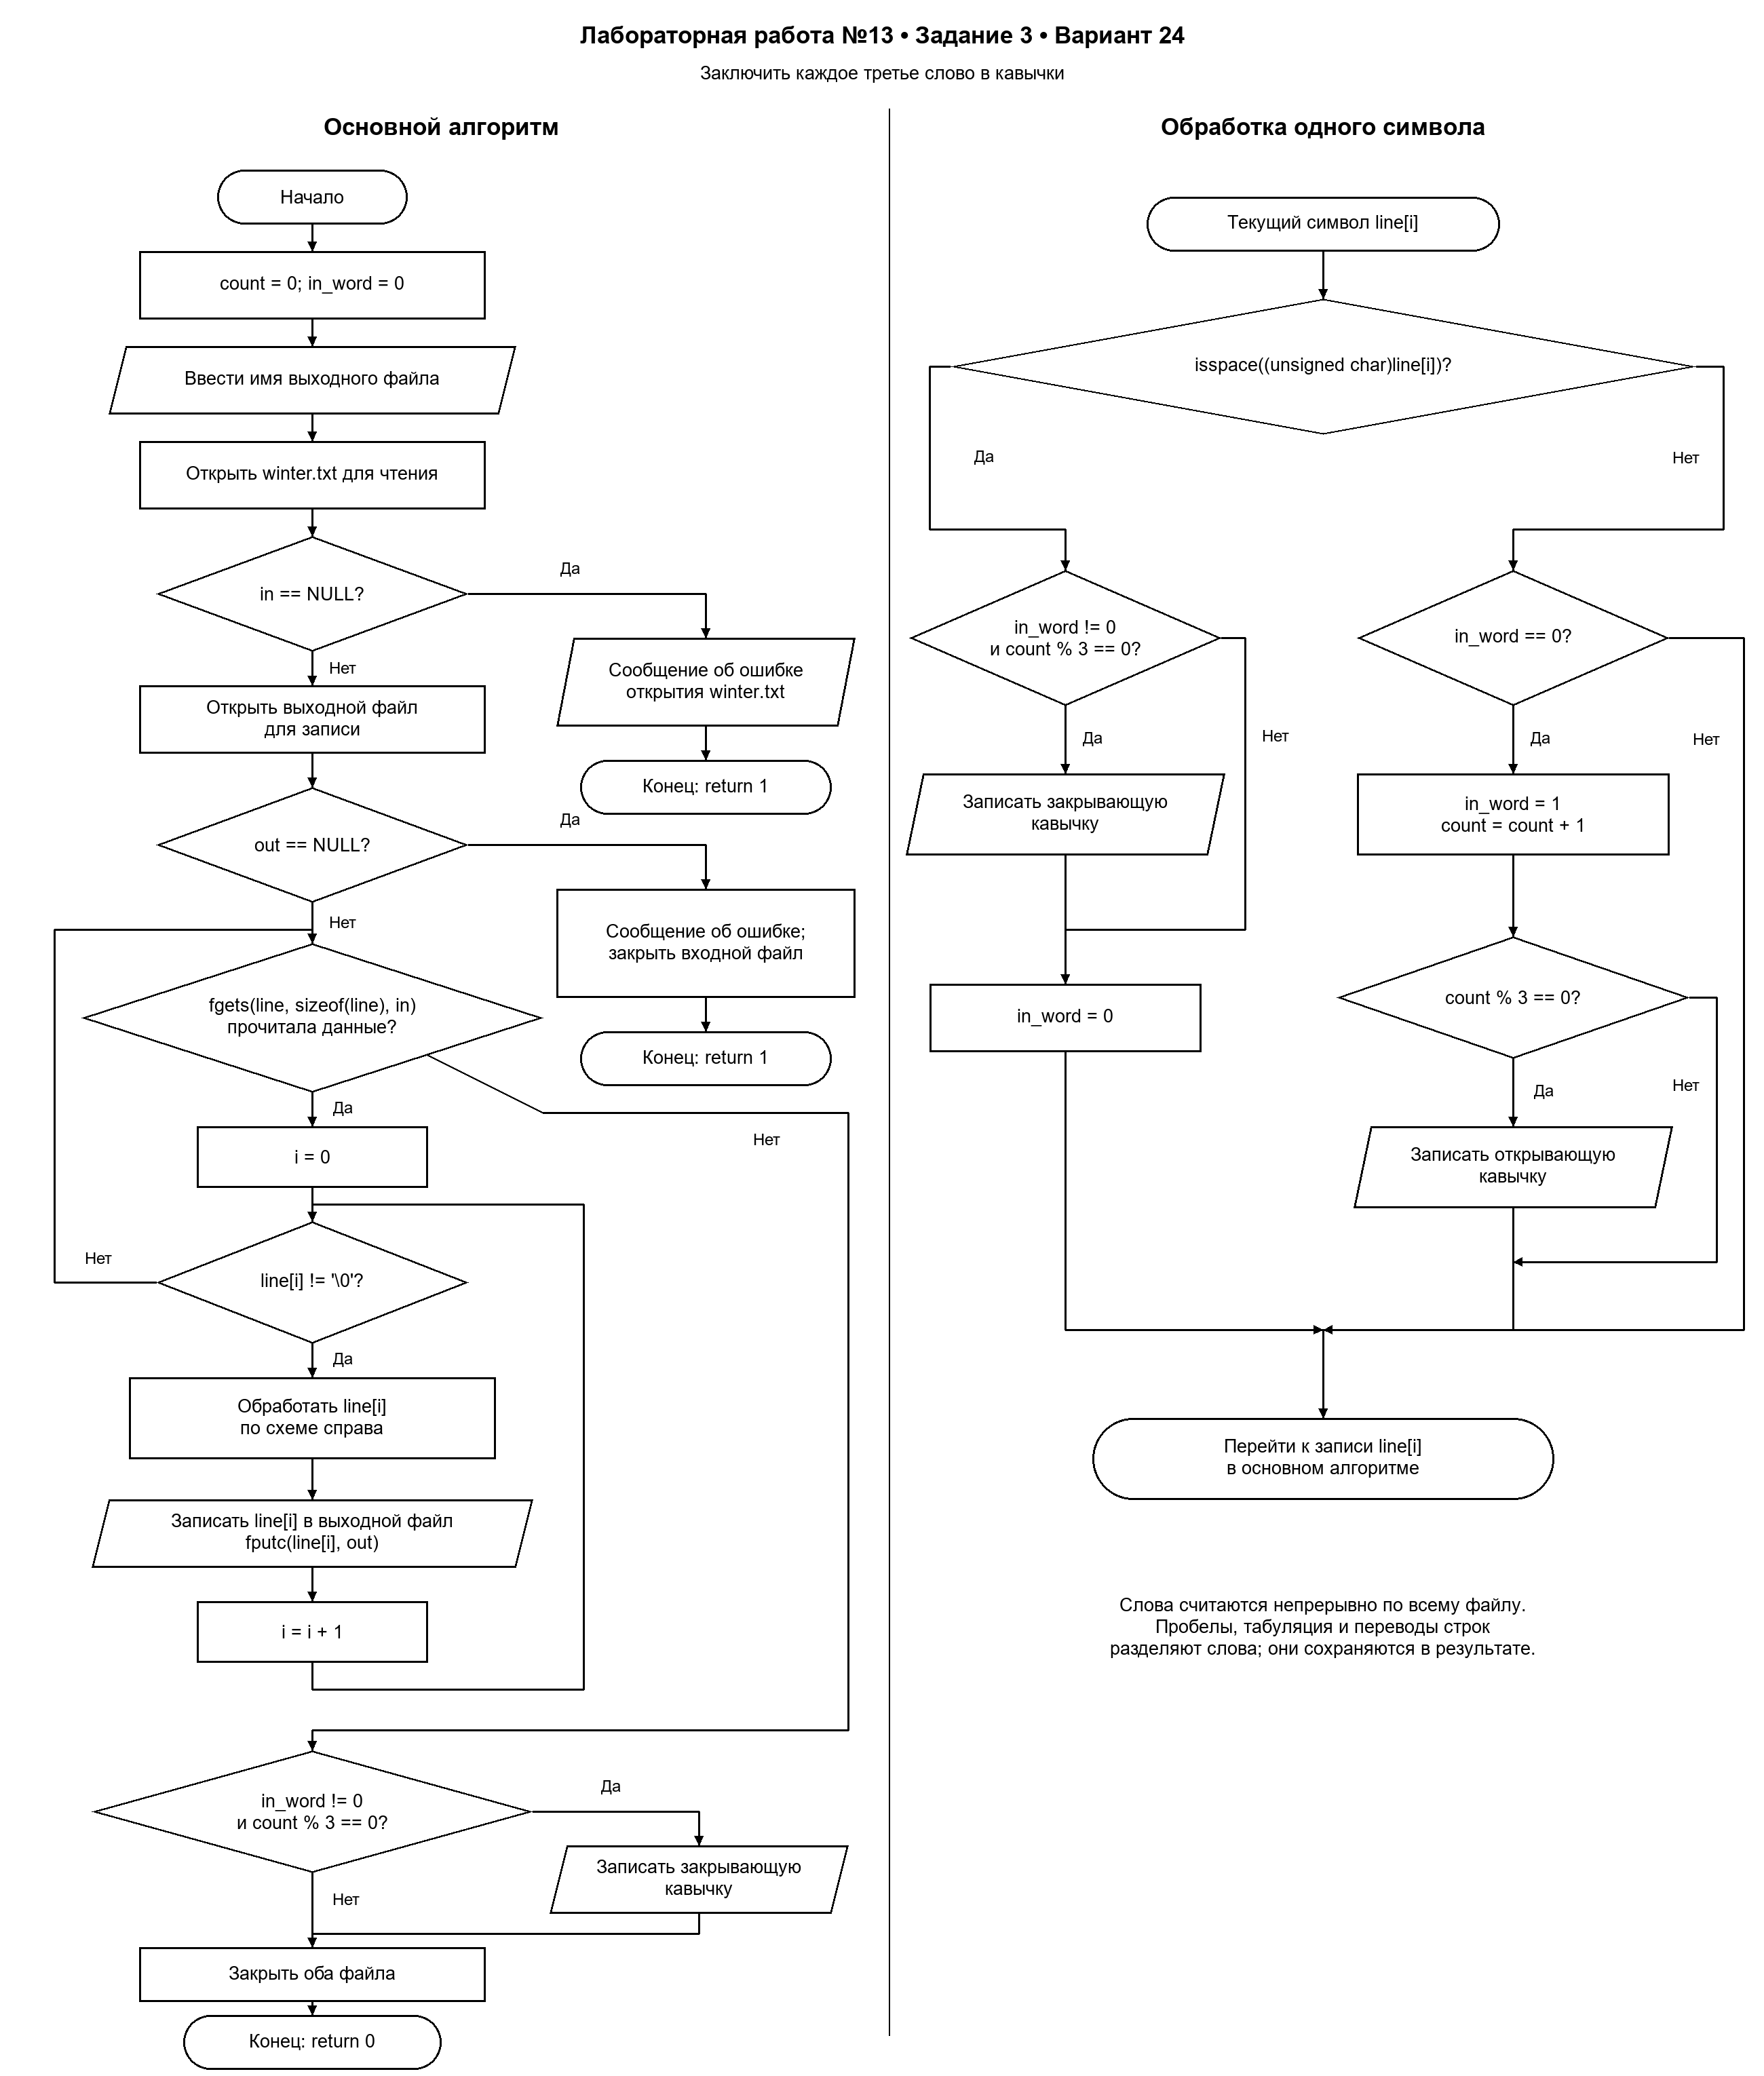 Лабораторная работа №13 • Задание 3 • Вариант 24
Заключить каждое третье слово в кавычки
Основной алгоритм
Начало
count = 0; in_word = 0
Ввести имя выходного файла
Открыть winter.txt для чтения
in == NULL?
Да
Нет
Сообщение об ошибке
открытия winter.txt
Конец: return 1
Открыть выходной файл
для записи
out == NULL?
Да
Нет
Сообщение об ошибке;
закрыть входной файл
Конец: return 1
fgets(line, sizeof(line), in)
прочитала данные?
Да
Нет
i = 0
line[i] != '\0'?
Нет
Да
Обработать line[i]
по схеме справа
Записать line[i] в выходной файл
fputc(line[i], out)
i = i + 1
in_word != 0
и count % 3 == 0?
Да
Нет
Записать закрывающую
кавычку
Закрыть оба файла
Конец: return 0
Обработка одного символа
Текущий символ line[i]
isspace((unsigned char)line[i])?
Да
Нет
in_word != 0
и count % 3 == 0?
Да
Нет
Записать закрывающую
кавычку
in_word = 0
in_word == 0?
Да
Нет
in_word = 1
count = count + 1
count % 3 == 0?
Да
Нет
Записать открывающую
кавычку
Перейти к записи line[i]
в основном алгоритме
Слова считаются непрерывно по всему файлу.
Пробелы, табуляция и переводы строк
разделяют слова; они сохраняются в результате.